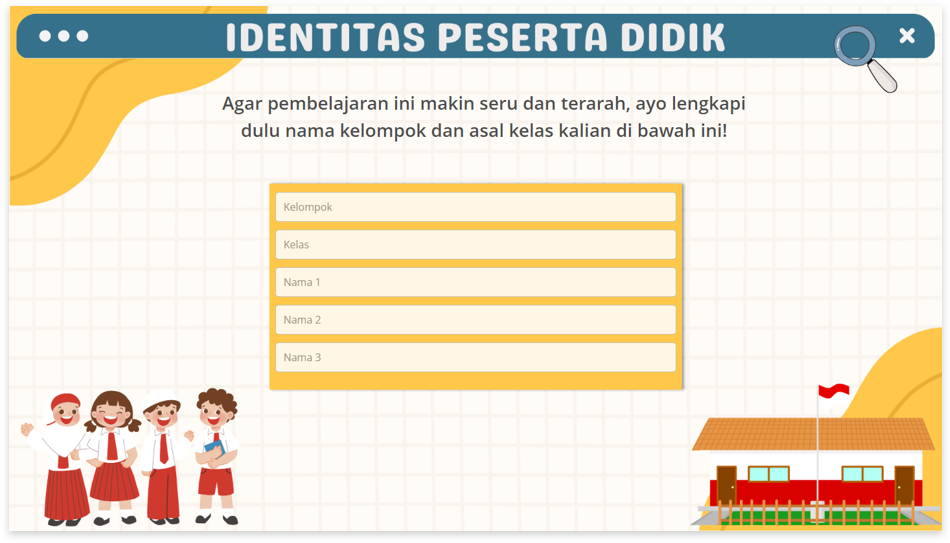 IDENTITAS PESERTA DIDIK
Agar pembelajaran ini makin seru dan terarah, ayo lengkapi
dulu nama kelompok dan asal kelas kalian di bawah ini!
Kelompok
Kelas
Nama 1
Nama 2
Nama 3